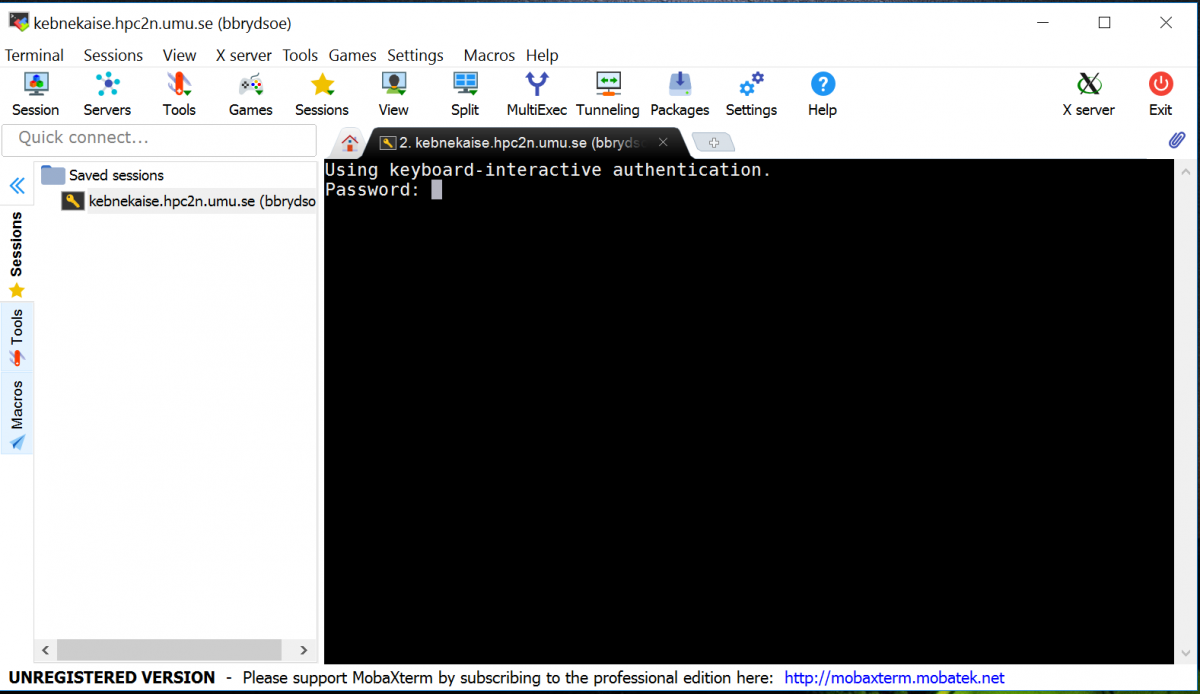 kebnekaise.hpc2n.umu.se (bbrydsoe)
Terminal Sessions View X server Tools Games Settings Macros Help
Session Servers Tools Games Sessions View Split MultiExec Tunneling Packages Settings Help X server Exit
Quick connect...
2. kebnekaise.hpc2n.umu.se (bbryds
Saved sessions
kebnekaise.hpc2n.umu.se (bbrydso
Sessions
Tools
Macros
Using keyboard-interactive authentication.
Password:
UNREGISTERED VERSION - Please support MobaXterm by subscribing to the professional edition here: http://mobaxterm.mobatek.net